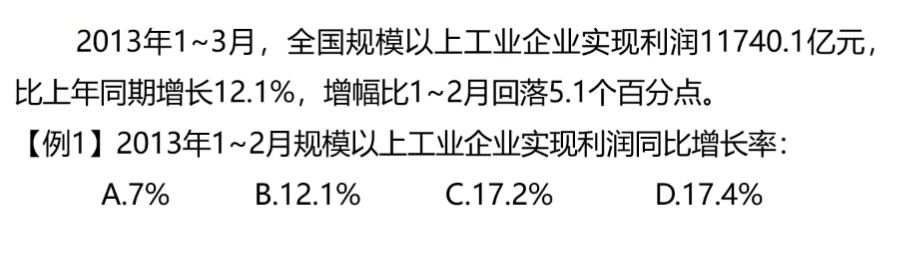 2013年1~3月，全国规模以上工业企业实现利润11740.1亿元，
比上年同期增长12.1%，增幅比1~2月回落5.1个百分点。
【例1】2013年1~2月规模以上工业企业实现利润同比增长率：
A.7% B.12.1% C.17.2% D.17.4%